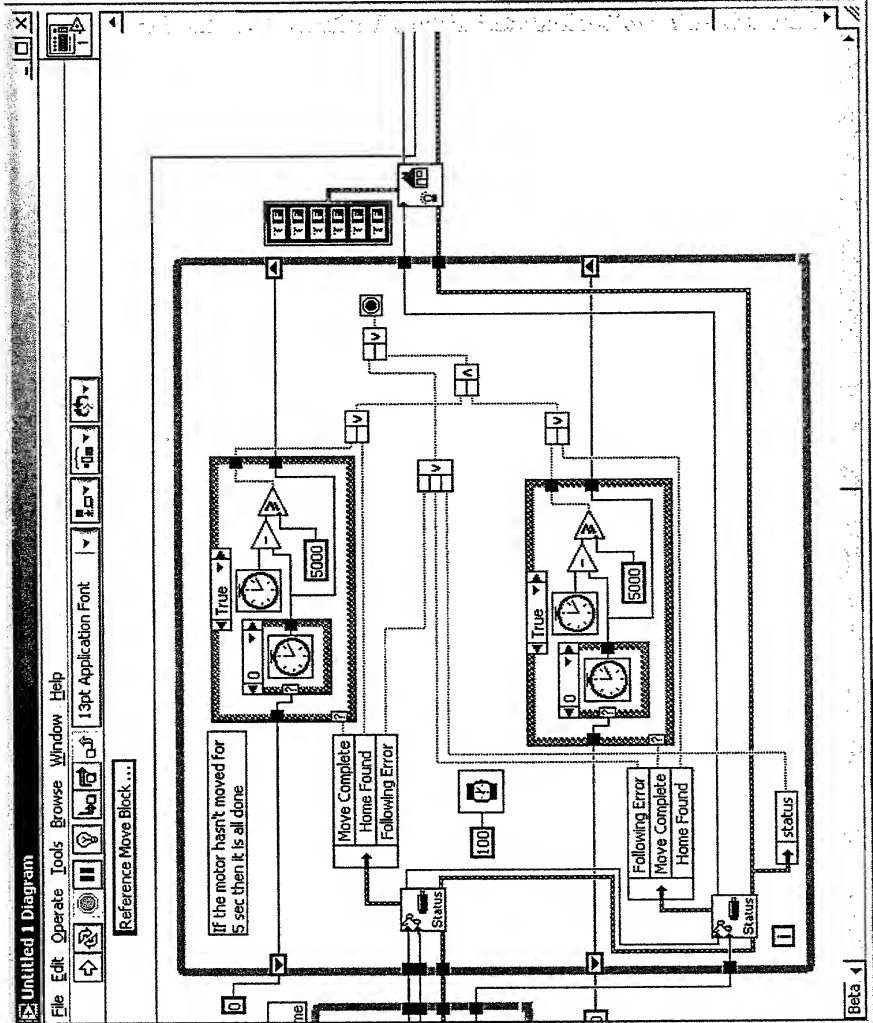 Untitled 1 Diagram
File Edit Operate Tools Browse Window Help
13pt Application Font
Reference Move Block ...
If the motor hasn't moved for
5 sec then it is all done
True
0
5000
Move Complete
Home Found
Following Error
100
True
0
5000
Following Error
Move Complete
Home Found
Status
Status
status
i
0
me
Beta